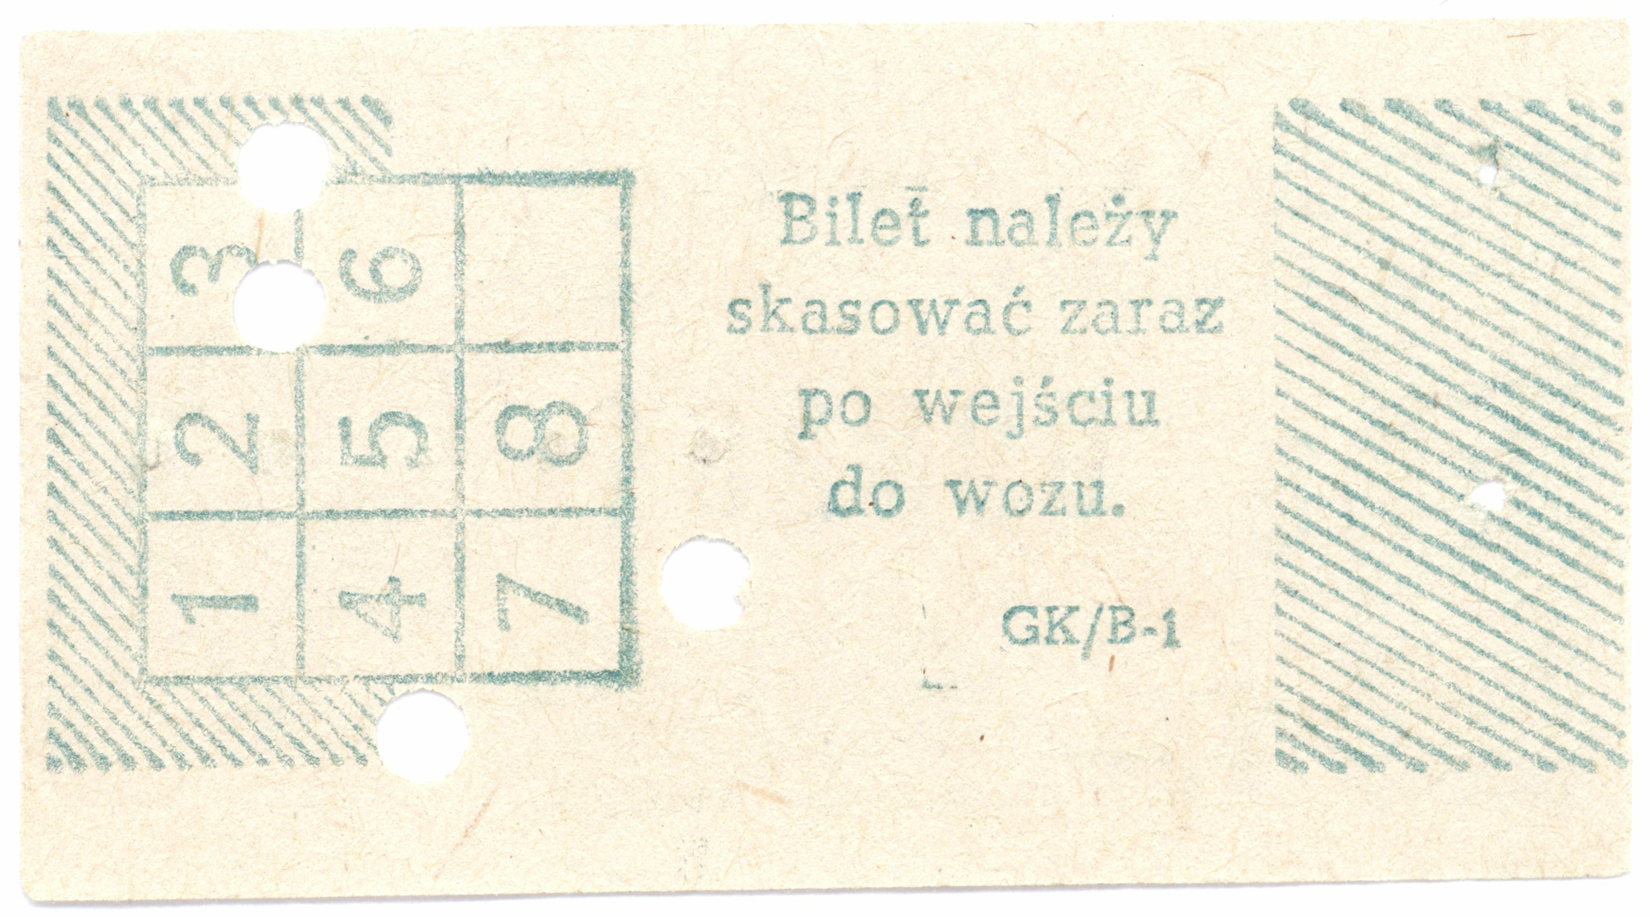 3 6
2 5 8
1 4 7
Bilet należy
skasować zaraz
po wejściu
do wozu.
GK/B-1